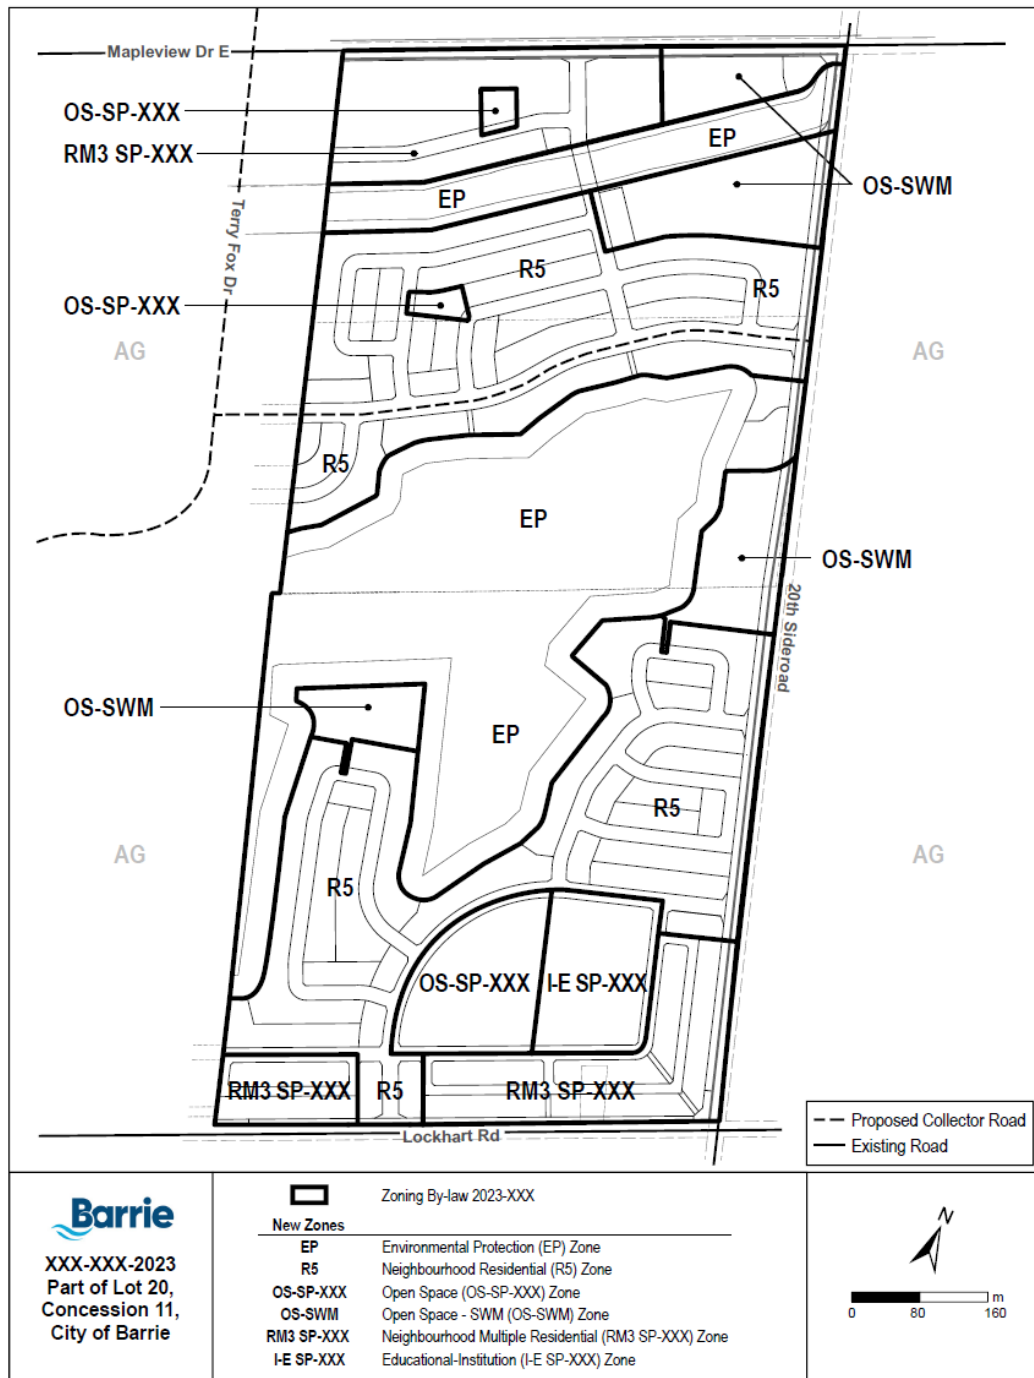 Mapleview Dr E
OS-SP-XXX
RM3 SP-XXX
EP
EP
OS-SWM
Terry Fox Dr
R5
R5
OS-SP-XXX
AG
AG
R5
EP
OS-SWM
20th Sideroad
OS-SWM
EP
R5
AG
AG
R5
OS-SP-XXX
I-E SP-XXX
RM3 SP-XXX
R5
RM3 SP-XXX
Lockhart Rd
Proposed Collector Road
Existing Road
Barrie
XXX-XXX-2023
Part of Lot 20,
Concession 11,
City of Barrie
Zoning By-law 2023-XXX
New Zones
EP Environmental Protection (EP) Zone
R5 Neighbourhood Residential (R5) Zone
OS-SP-XXX Open Space (OS-SP-XXX) Zone
OS-SWM Open Space - SWM (OS-SWM) Zone
RM3 SP-XXX Neighbourhood Multiple Residential (RM3 SP-XXX) Zone
I-E SP-XXX Educational-Institution (I-E SP-XXX) Zone
N
m
0 80 160